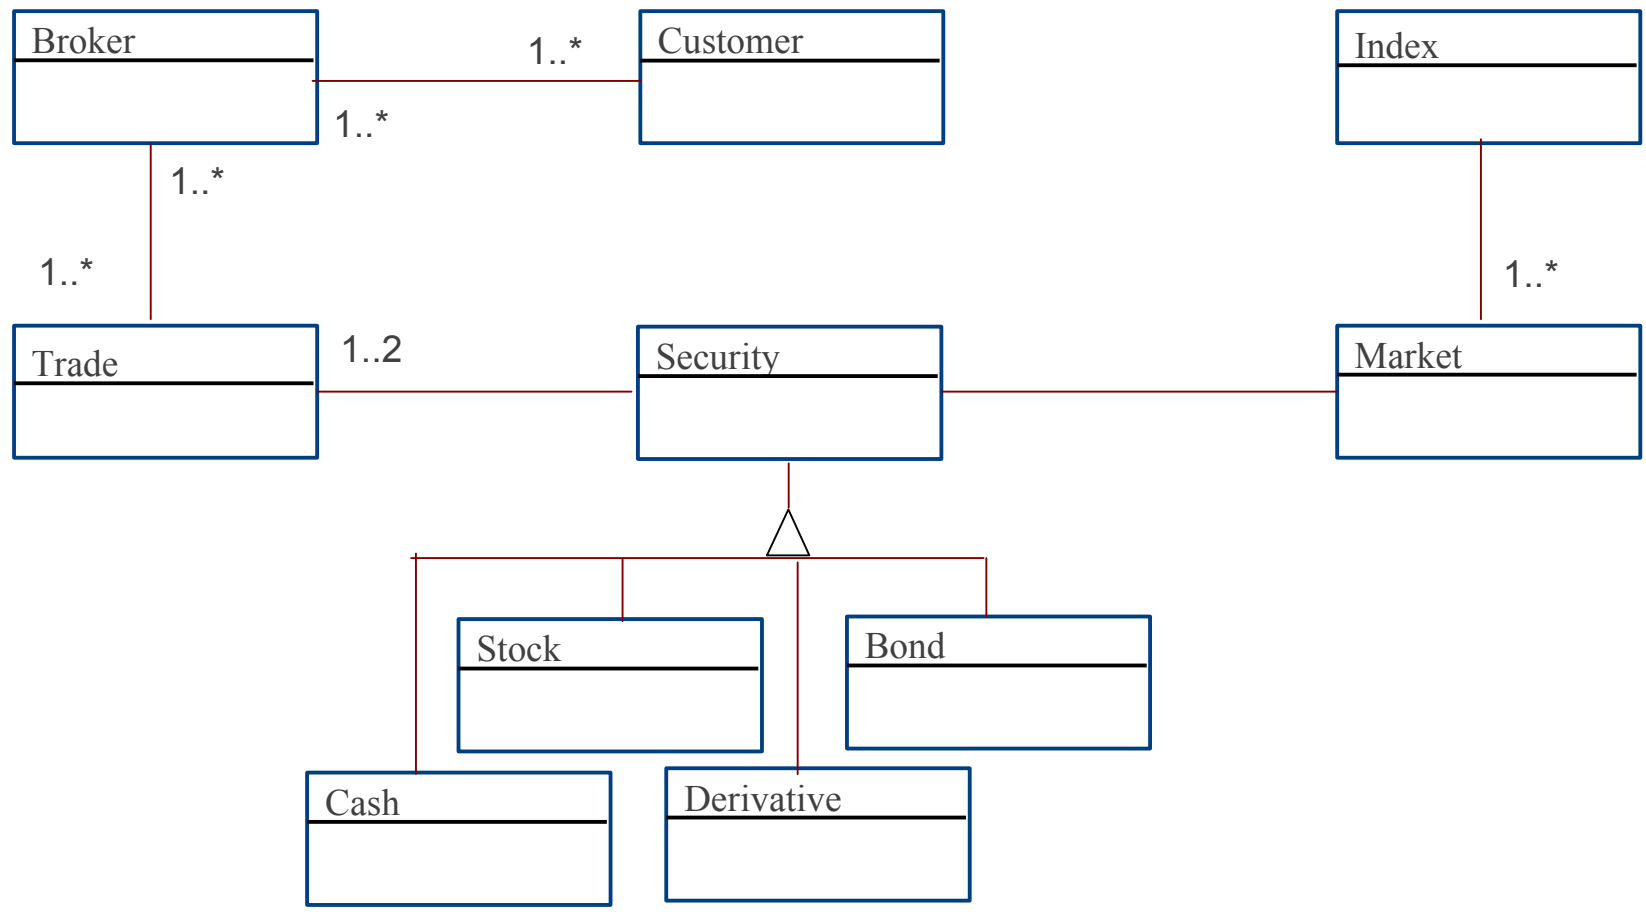 Broker
1..*
Customer
Index
1..*
1..*
1..*
1..*
Trade
1..2
Security
Market
Stock
Bond
Cash
Derivative